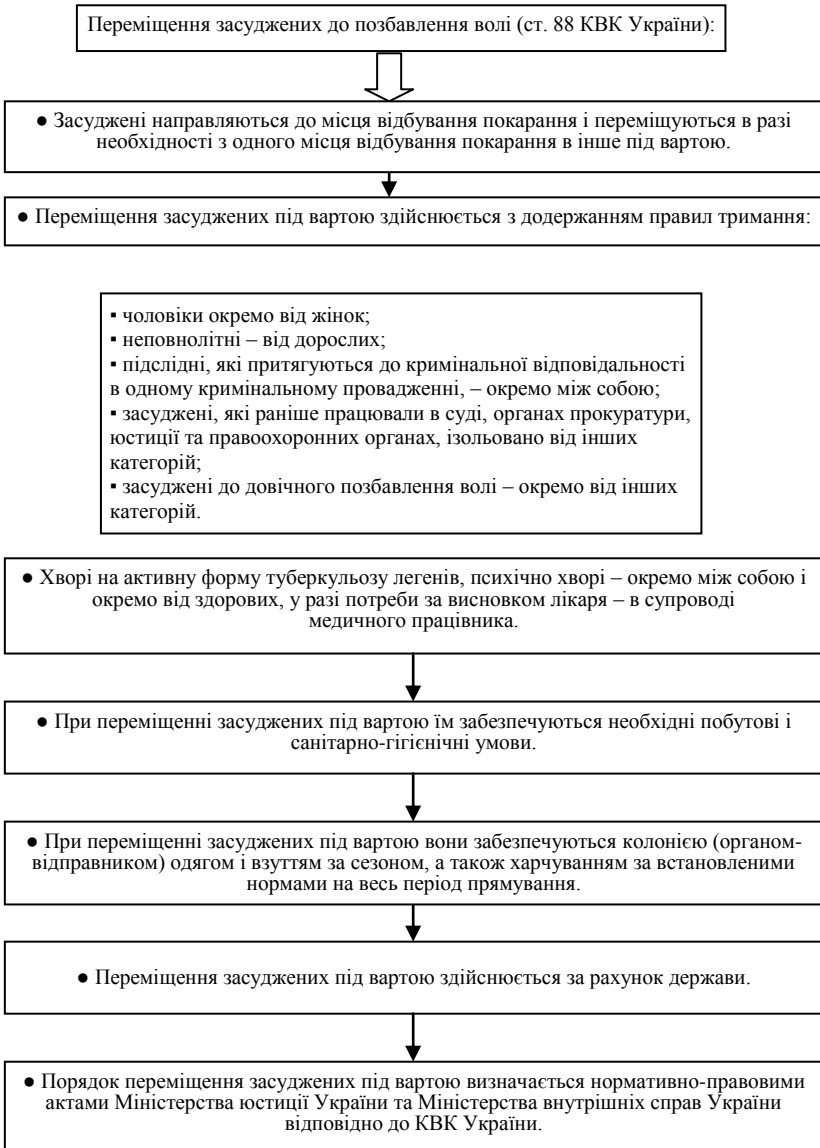 Переміщення засуджених до позбавлення волі (ст. 88 КВК України):
● Засуджені направляються до місця відбування покарання і переміщуються в разі
необхідності з одного місця відбування покарання в інше під вартою.
● Переміщення засуджених під вартою здійснюється з додержанням правил тримання:
▪ чоловіки окремо від жінок;
▪ неповнолітні – від дорослих;
▪ підслідні, які притягуються до кримінальної відповідальності
в одному кримінальному провадженні, – окремо між собою;
▪ засуджені, які раніше працювали в суді, органах прокуратури,
юстиції та правоохоронних органах, ізольовано від інших
категорій;
▪ засуджені до довічного позбавлення волі – окремо від інших
категорій.
● Хворі на активну форму туберкульозу легенів, психічно хворі – окремо між собою і
окремо від здорових, у разі потреби за висновком лікаря – в супроводі
медичного працівника.
● При переміщенні засуджених під вартою їм забезпечуються необхідні побутові і
санітарно-гігієнічні умови.
● При переміщенні засуджених під вартою вони забезпечуються колонією (органом-
відправником) одягом і взуттям за сезоном, а також харчуванням за встановленими
нормами на весь період прямування.
● Переміщення засуджених під вартою здійснюється за рахунок держави.
● Порядок переміщення засуджених під вартою визначається нормативно-правовими
актами Міністерства юстиції України та Міністерства внутрішніх справ України
відповідно до КВК України.